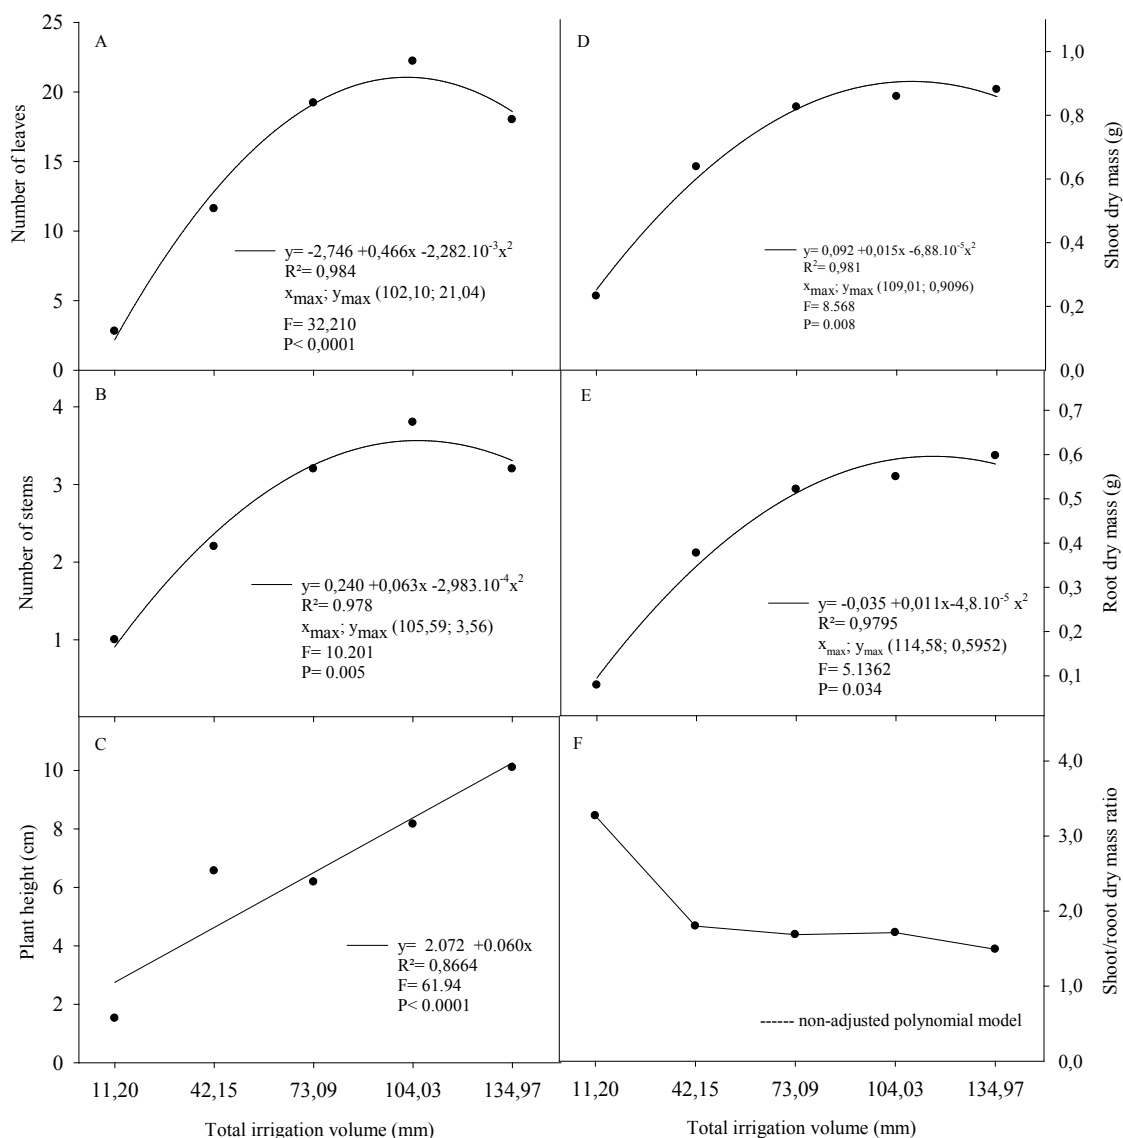 A
Number of leaves
25
20
15
10
5
0
y= -2,746 +0,466x -2,282.10⁻³x²
R²= 0,984
xmax; ymax (102,10; 21,04)
F= 32,210
P< 0,0001
B
Number of stems
4
3
2
1
y= 0,240 +0,063x -2,983.10⁻⁴x²
R²= 0.978
xmax; ymax (105,59; 3,56)
F= 10.201
P= 0.005
C
Plant height (cm)
10
8
6
4
2
0
y= 2.072 +0.060x
R²= 0,8664
F= 61.94
P< 0.0001
11,20 42,15 73,09 104,03 134,97
Total irrigation volume (mm)
D
Shoot dry mass (g)
1,0
0,8
0,6
0,4
0,2
0,0
y= 0,092 +0,015x -6,88.10⁻⁵x²
R²= 0,981
xmax; ymax (109,01; 0,9096)
F= 8.568
P= 0.008
E
Root dry mass (g)
0,7
0,6
0,5
0,4
0,3
0,2
0,1
y= -0,035 +0,011x-4,8.10⁻⁵ x²
R²= 0,9795
xmax; ymax (114,58; 0,5952)
F= 5.1362
P= 0.034
F
Shoot/rooot dry mass ratio
4,0
3,0
2,0
1,0
0,0
------ non-adjusted polynomial model
11,20 42,15 73,09 104,03 134,97
Total irrigation volume (mm)